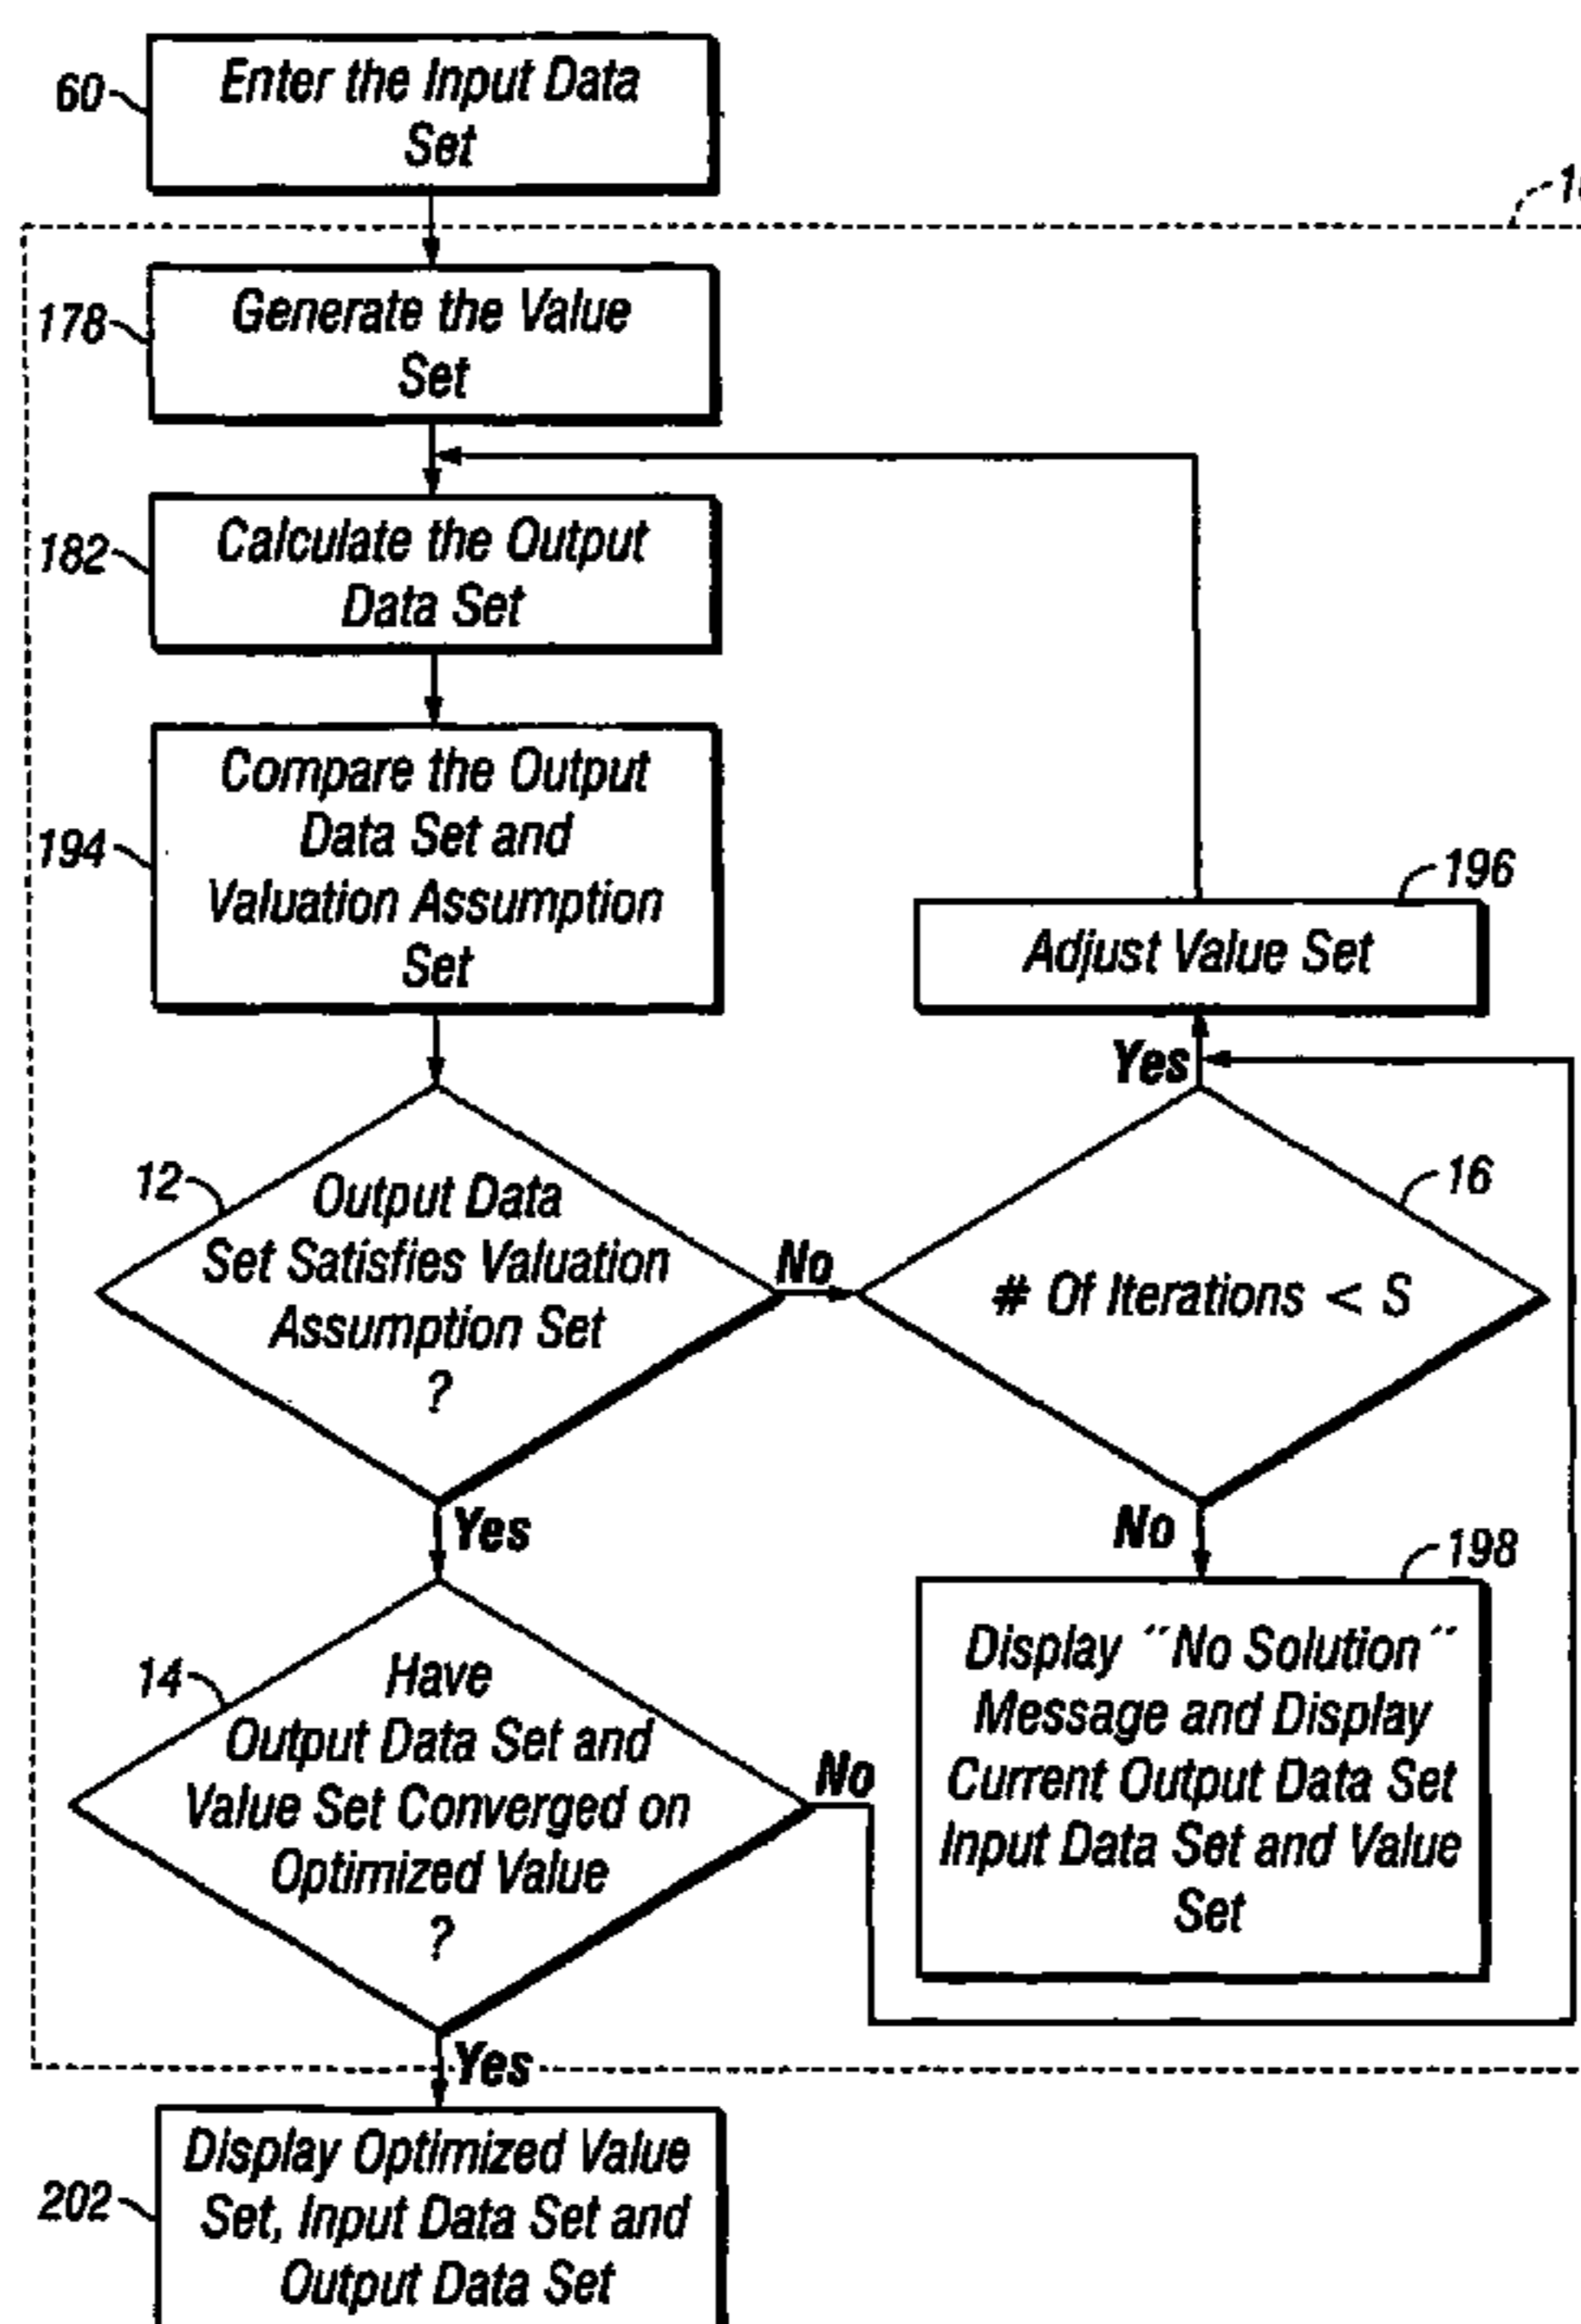 60
Enter the Input Data
Set
178
Generate the Value
Set
182
Calculate the Output
Data Set
194
Compare the Output
Data Set and
Valuation Assumption
Set
196
Adjust Value Set
Yes
12
Output Data
Set Satisfies Valuation
Assumption Set
?
No
16
# Of Iterations < S
Yes
No
14
Have
Output Data Set and
Value Set Converged on
Optimized Value
?
No
198
Display "No Solution"
Message and Display
Current Output Data Set
Input Data Set and Value
Set
Yes
202
Display Optimized Value
Set, Input Data Set and
Output Data Set